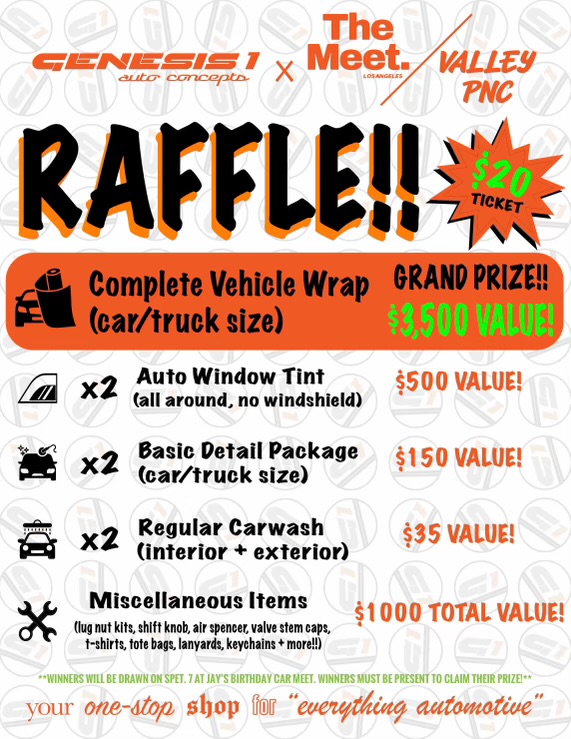 GENESIS 1
auto concepts
X
The
Meet.
LOS ANGELES
VALLEY
PNC
RAFFLE!!
$20
TICKET
Complete Vehicle Wrap
(car/truck size)
GRAND PRIZE!!
$3,500 VALUE!
x2 Auto Window Tint
(all around, no windshield)
$500 VALUE!
x2 Basic Detail Package
(car/truck size)
$150 VALUE!
x2 Regular Carwash
(interior + exterior)
$35 VALUE!
Miscellaneous Items
(lug nut kits, shift knob, air spencer, valve stem caps,
t-shirts, tote bags, lanyards, keychains + more!!)
$1000 TOTAL VALUE!
**WINNERS WILL BE DRAWN ON SPET. 7 AT JAY'S BIRTHDAY CAR MEET. WINNERS MUST BE PRESENT TO CLAIM THEIR PRIZE!**
your one-stop shop for "everything automotive"